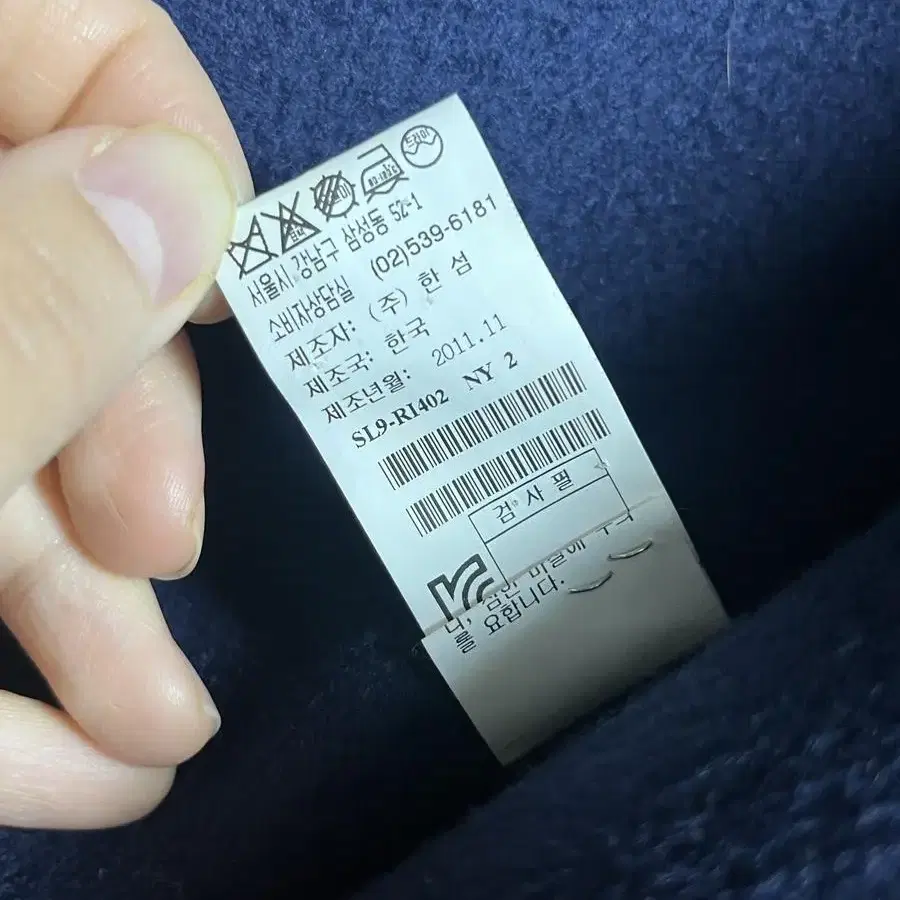 드라이
서울시 강남구 삼성동 52-1
소비자상담실 (02)539-6181
제조자: (주) 한 섬
제조국: 한국
제조년월: 2011.11
SL9-RI402 NY 2
검 사 필
요합니다.